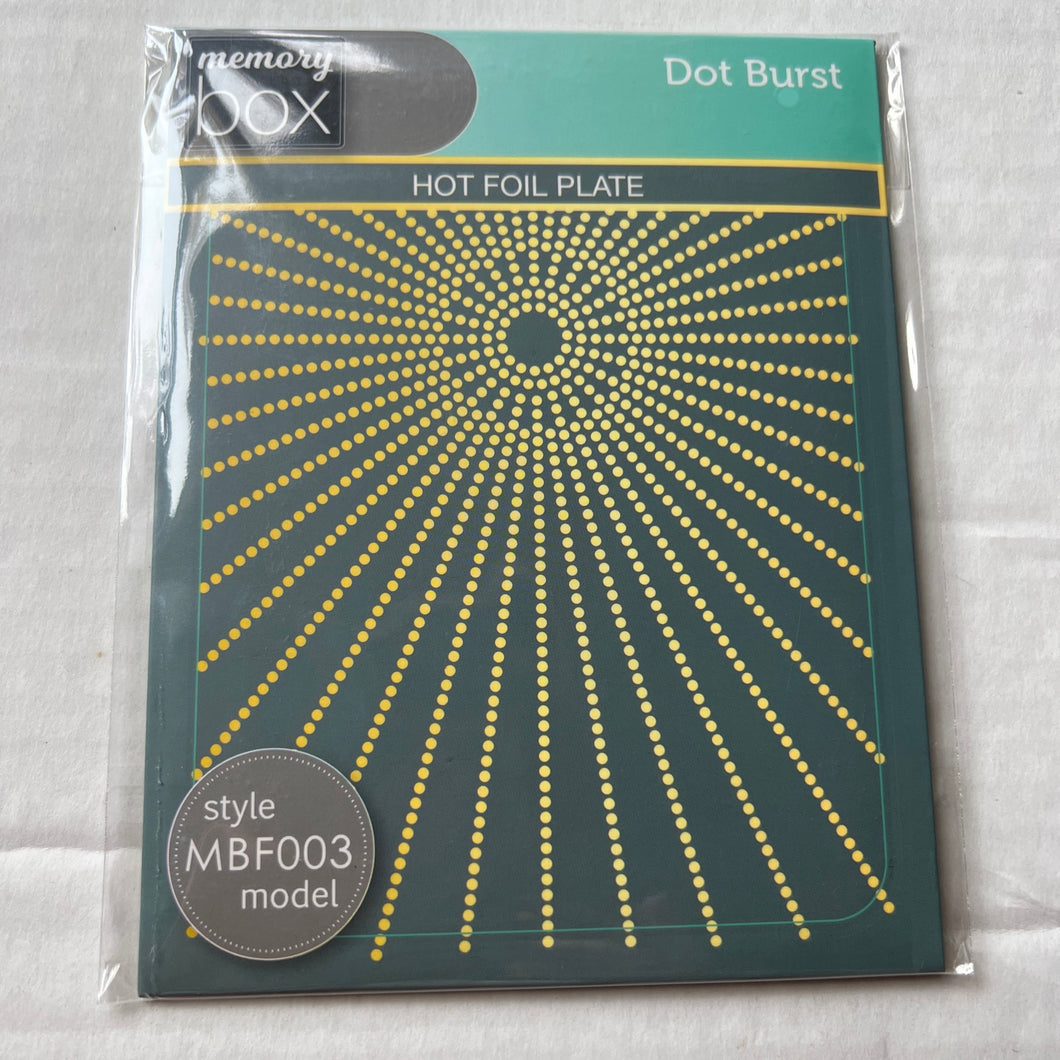 memory
box
Dot Burst
HOT FOIL PLATE
style
MBF003
model